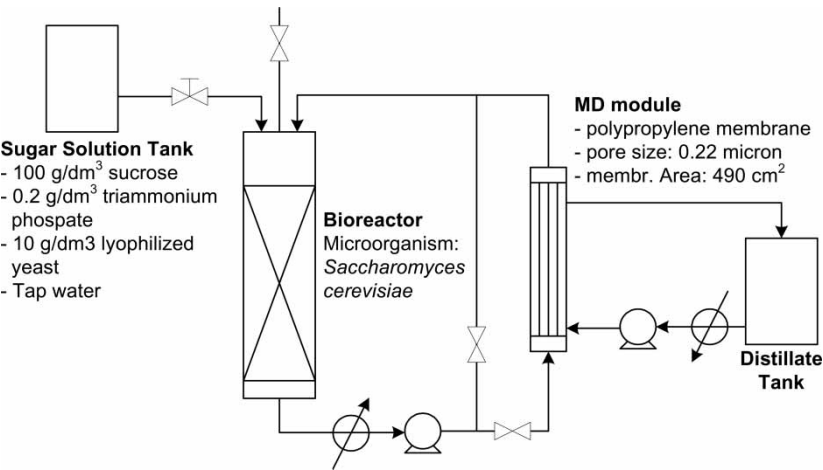 Sugar Solution Tank
- 100 g/dm³ sucrose
- 0.2 g/dm³ triammonium
phospate
- 10 g/dm3 lyophilized
yeast
- Tap water
Bioreactor
Microorganism:
Saccharomyces
cerevisiae
MD module
- polypropylene membrane
- pore size: 0.22 micron
- membr. Area: 490 cm²
Distillate
Tank